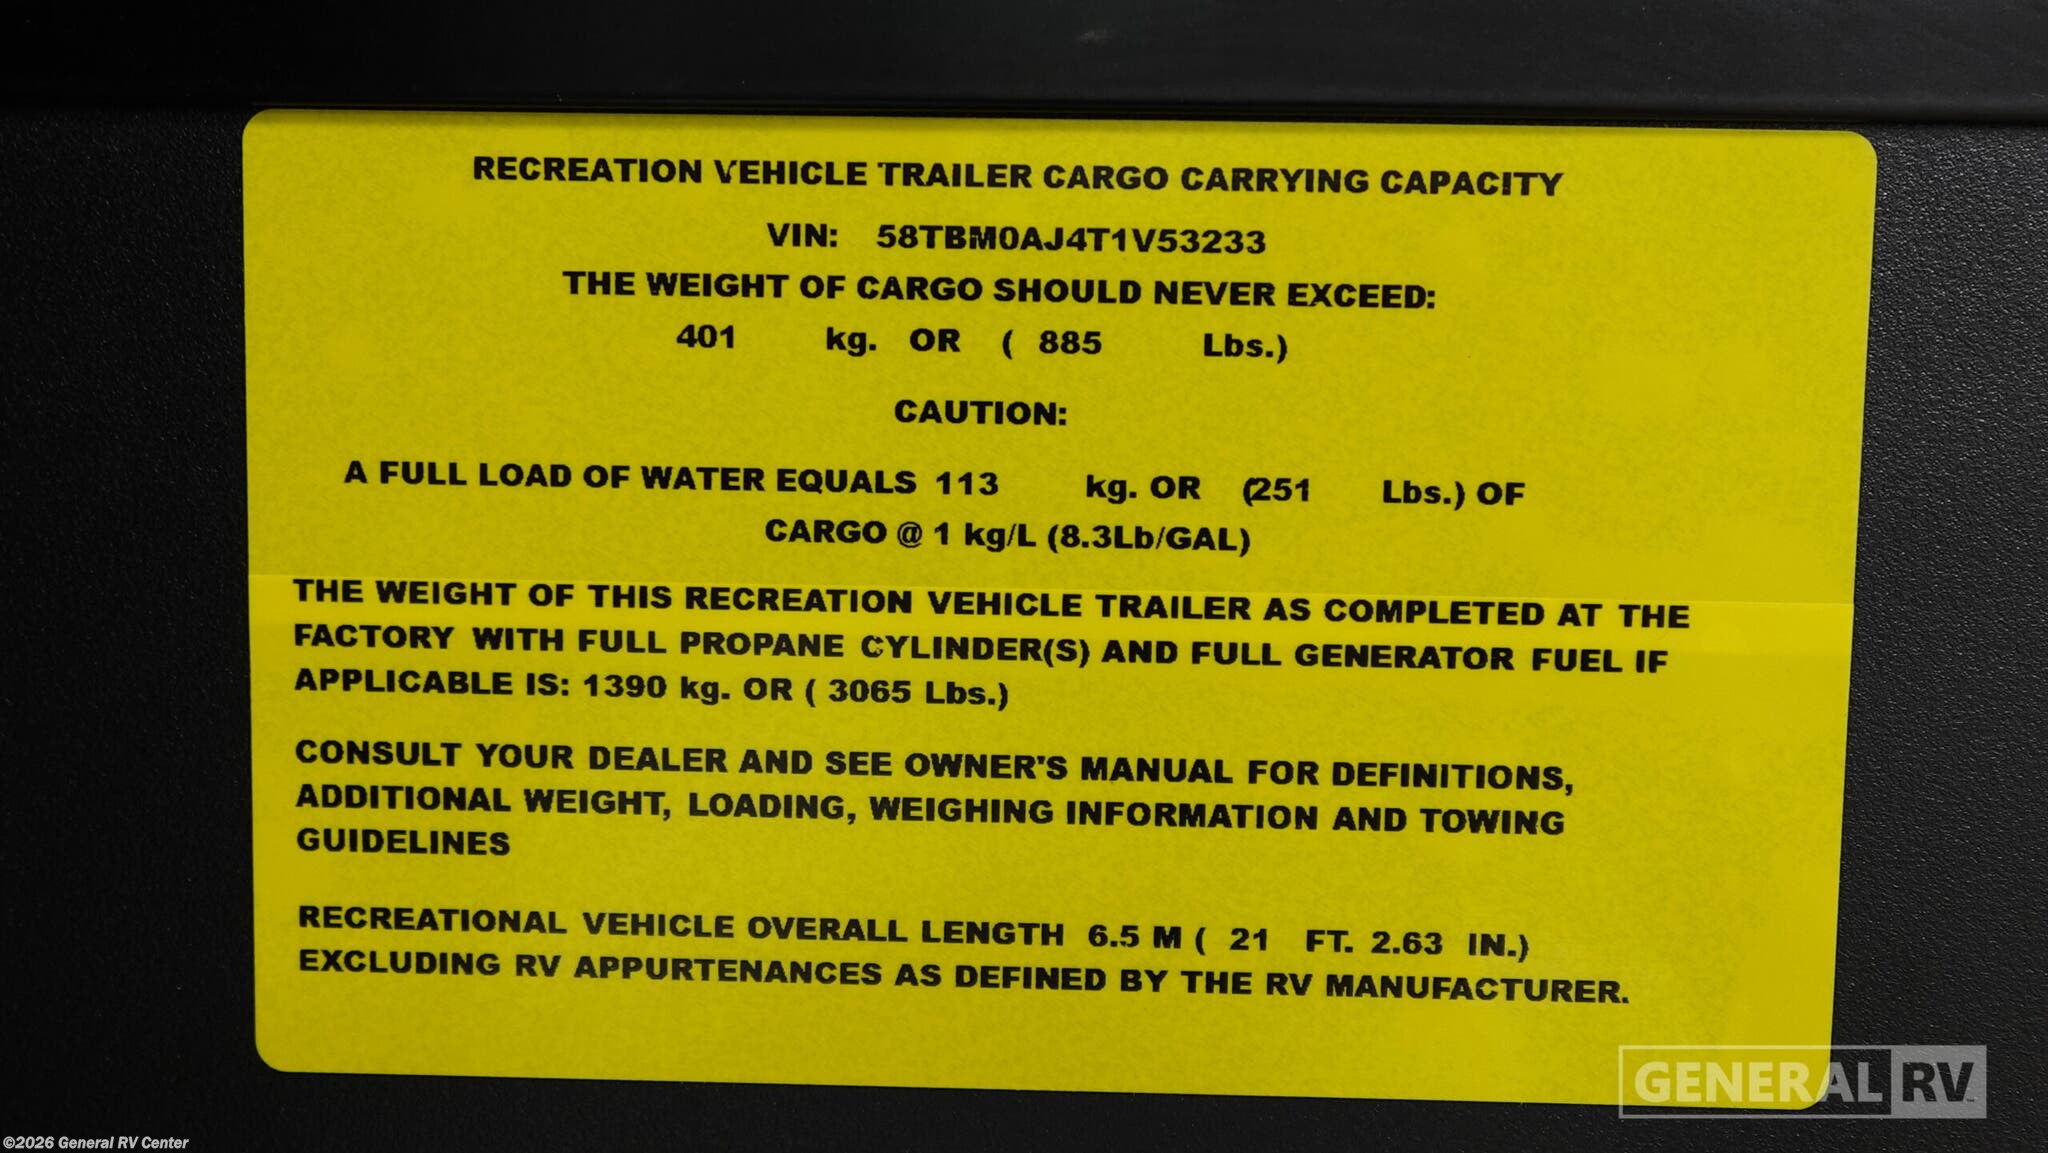 RECREATION VEHICLE TRAILER CARGO CARRYING CAPACITY
VIN: 58TBM0AJ4T1V53233
THE WEIGHT OF CARGO SHOULD NEVER EXCEED:
401 kg. OR ( 885 Lbs.)
CAUTION:
A FULL LOAD OF WATER EQUALS 113 kg. OR (251 Lbs.) OF
CARGO @ 1 kg/L (8.3Lb/GAL)
THE WEIGHT OF THIS RECREATION VEHICLE TRAILER AS COMPLETED AT THE
FACTORY WITH FULL PROPANE CYLINDER(S) AND FULL GENERATOR FUEL IF
APPLICABLE IS: 1390 kg. OR ( 3065 Lbs.)
CONSULT YOUR DEALER AND SEE OWNER'S MANUAL FOR DEFINITIONS,
ADDITIONAL WEIGHT, LOADING, WEIGHING INFORMATION AND TOWING
GUIDELINES
RECREATIONAL VEHICLE OVERALL LENGTH 6.5 M ( 21 FT. 2.63 IN.)
EXCLUDING RV APPURTENANCES AS DEFINED BY THE RV MANUFACTURER.
GENERAL RV
©2026 General RV Center